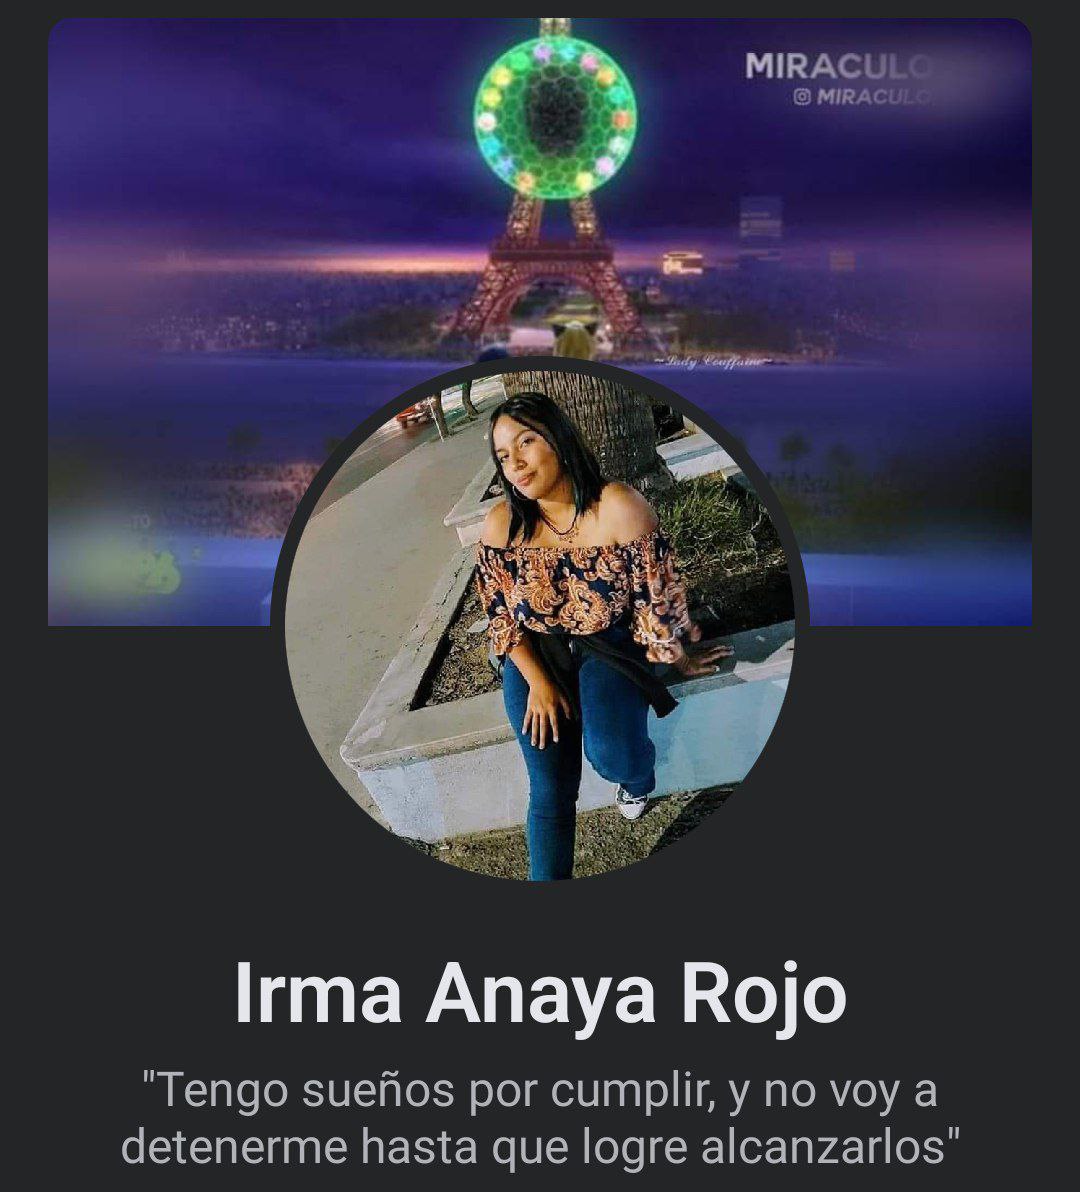 MIRACULO
MIRACULO
~Lady Couffaine~
Irma Anaya Rojo
"Tengo sueños por cumplir, y no voy a
detenerme hasta que logre alcanzarlos"